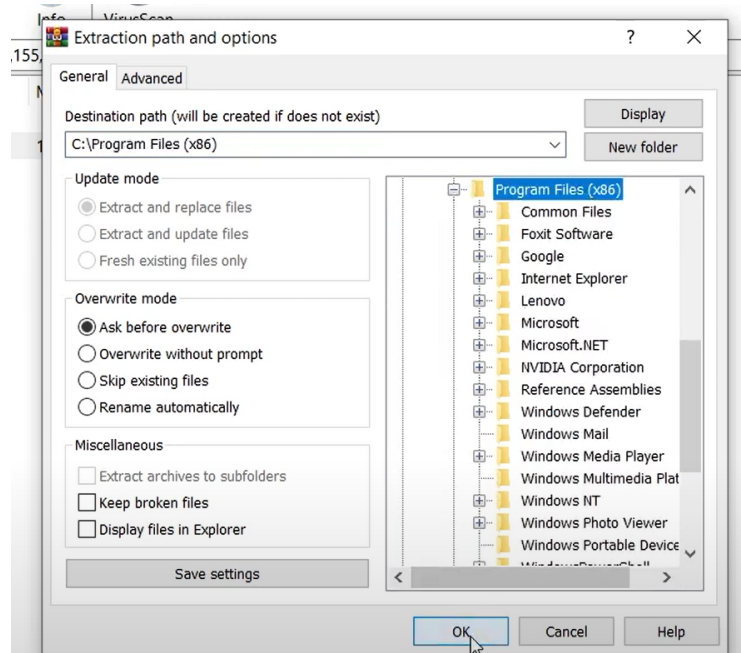 Info
VirusScan
Extraction path and options
?
,155,
General
Advanced
Destination path (will be created if does not exist)
Display
C:\Program Files (x86)
New folder
Update mode
Extract and replace files
Extract and update files
Fresh existing files only
Overwrite mode
Ask before overwrite
Overwrite without prompt
Skip existing files
Rename automatically
Miscellaneous
Extract archives to subfolders
Keep broken files
Display files in Explorer
Save settings
Program Files (x86)
Common Files
Foxit Software
Google
Internet Explorer
Lenovo
Microsoft
Microsoft.NET
NVIDIA Corporation
Reference Assemblies
Windows Defender
Windows Mail
Windows Media Player
Windows Multimedia Plat
Windows NT
Windows Photo Viewer
Windows Portable Device
WindowsPowerShell
OK
Cancel
Help